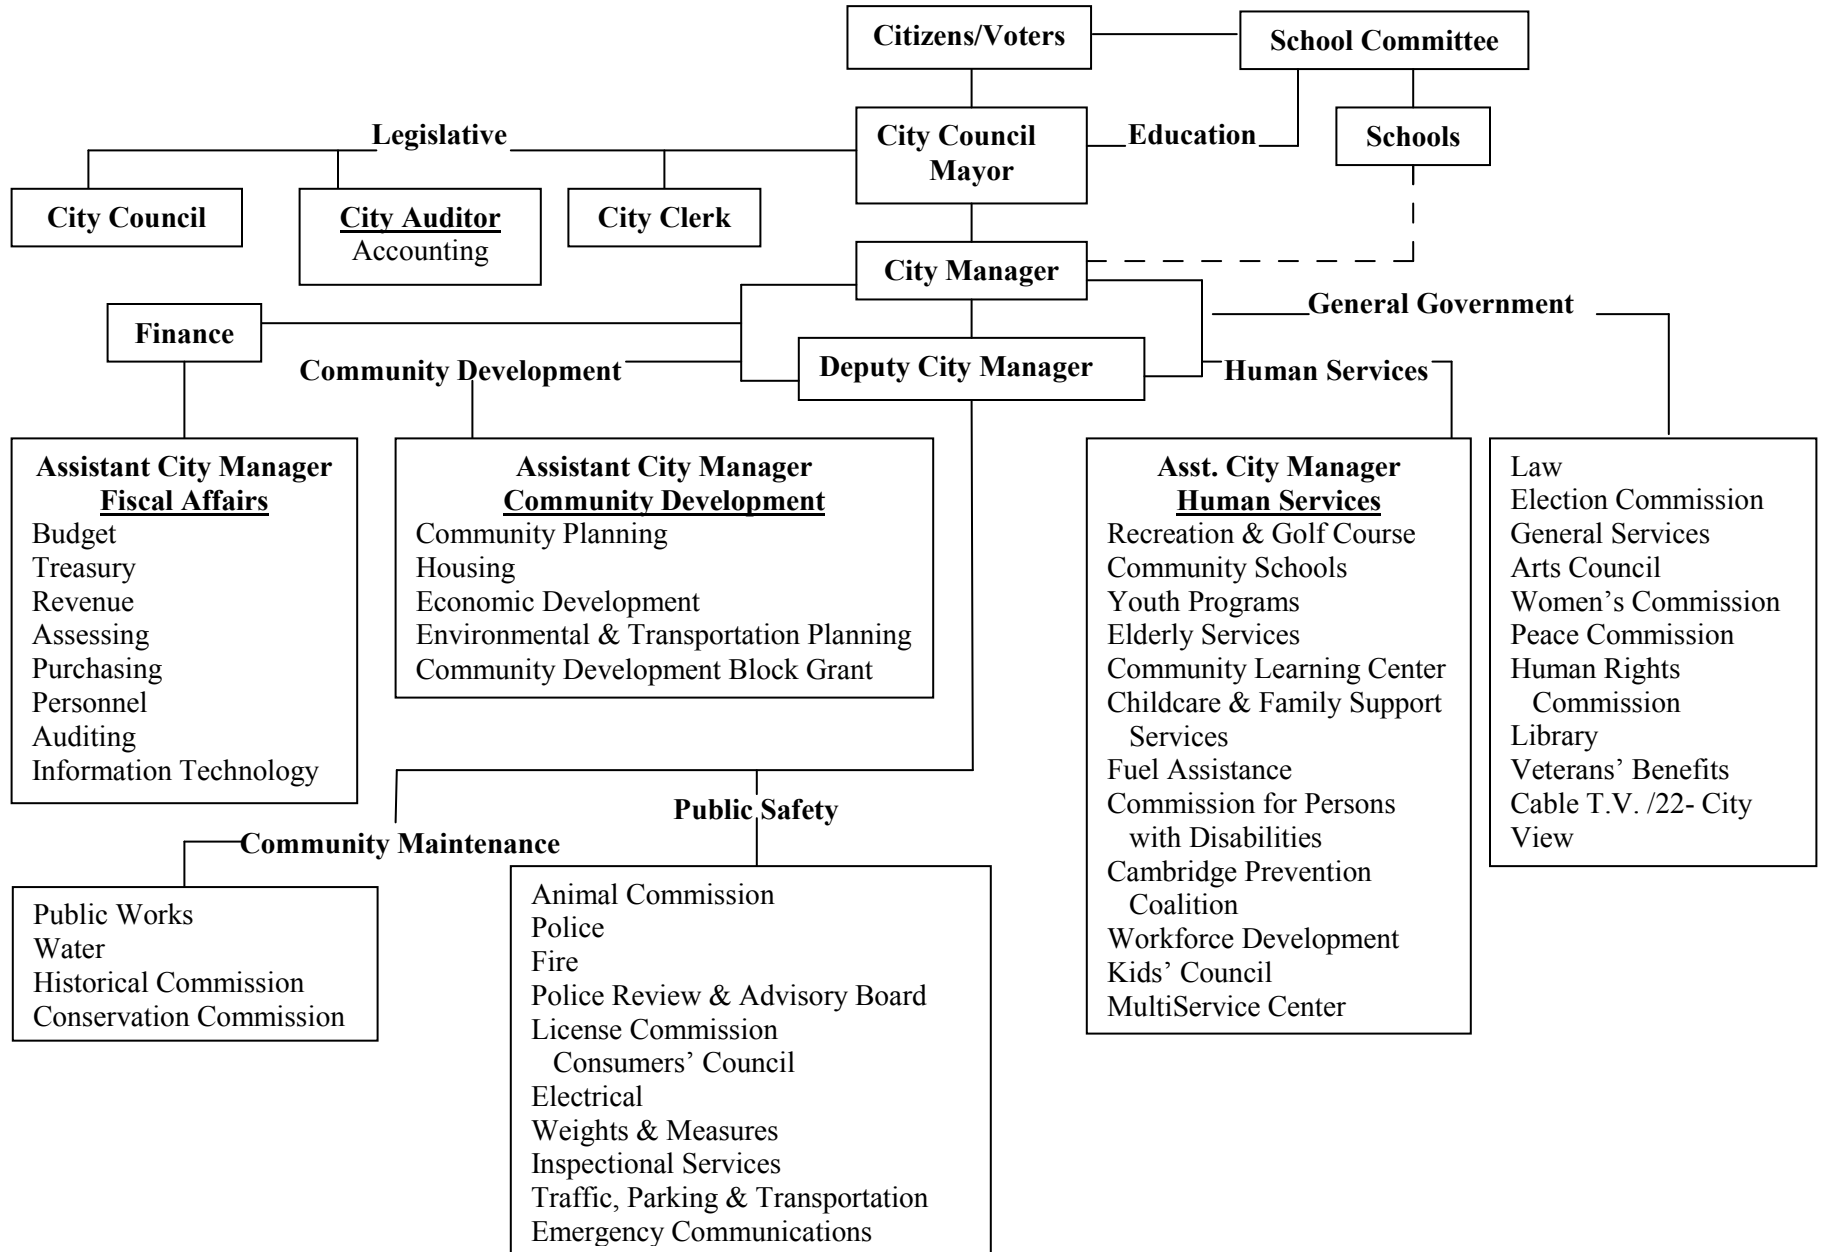 Citizens/Voters
School Committee
Legislative
City Council
Mayor
Education
Schools
City Council
City Auditor
Accounting
City Clerk
City Manager
General Government
Finance
Community Development
Deputy City Manager
Human Services
Assistant City Manager
Fiscal Affairs
Budget
Treasury
Revenue
Assessing
Purchasing
Personnel
Auditing
Information Technology
Assistant City Manager
Community Development
Community Planning
Housing
Economic Development
Environmental & Transportation Planning
Community Development Block Grant
Asst. City Manager
Human Services
Recreation & Golf Course
Community Schools
Youth Programs
Elderly Services
Community Learning Center
Childcare & Family Support
Services
Fuel Assistance
Commission for Persons
with Disabilities
Cambridge Prevention
Coalition
Workforce Development
Kids’ Council
MultiService Center
Law
Election Commission
General Services
Arts Council
Women’s Commission
Peace Commission
Human Rights
Commission
Library
Veterans’ Benefits
Cable T.V. /22- City
View
Community Maintenance
Public Works
Water
Historical Commission
Conservation Commission
Public Safety
Animal Commission
Police
Fire
Police Review & Advisory Board
License Commission
Consumers’ Council
Electrical
Weights & Measures
Inspectional Services
Traffic, Parking & Transportation
Emergency Communications